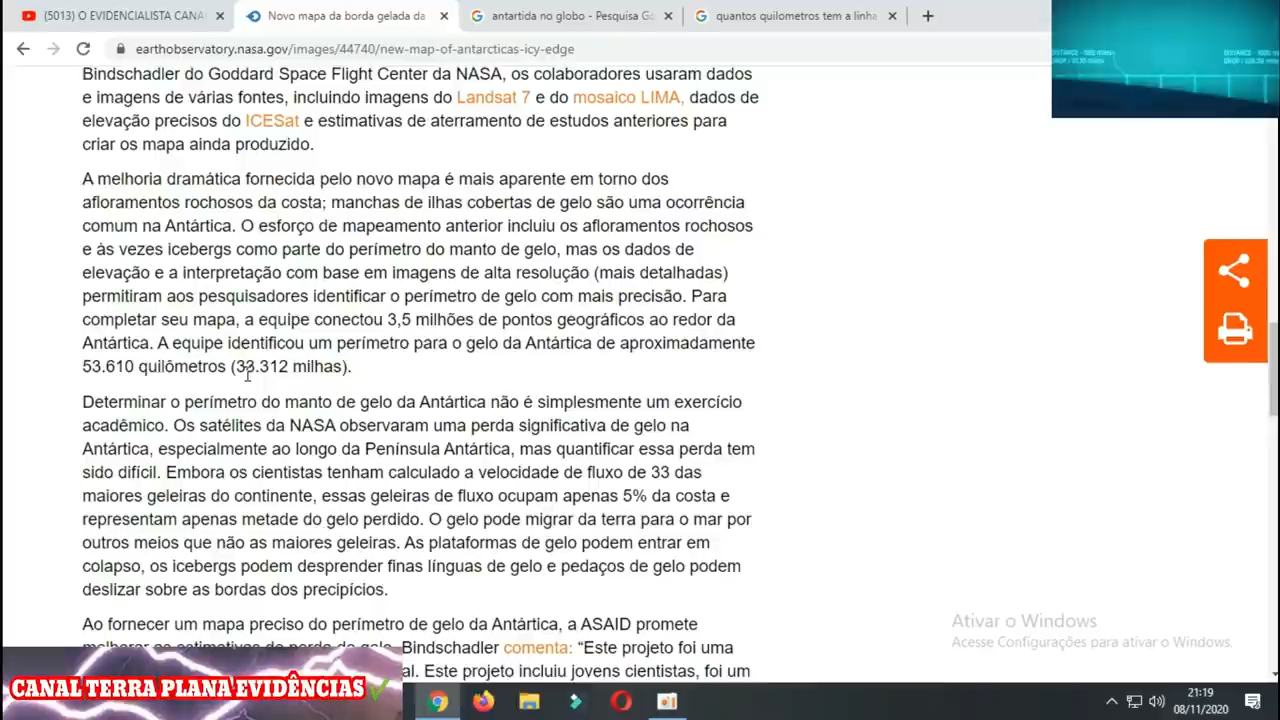 (5013) O EVIDENCIALISTA CANA
Novo mapa da borda gelada da
antartida no globo - Pesquisa Go
quantos quilometros tem a linha
earthobservatory.nasa.gov/images/44740/new-map-of-antarcticas-icy-edge
Bindschadler do Goddard Space Flight Center da NASA, os colaboradores usaram dados
e imagens de várias fontes, incluindo imagens do Landsat 7 e do mosaico LIMA, dados de
elevação precisos do ICESat e estimativas de aterramento de estudos anteriores para
criar os mapa ainda produzido.
A melhoria dramática fornecida pelo novo mapa é mais aparente em torno dos
afloramentos rochosos da costa; manchas de ilhas cobertas de gelo são uma ocorrência
comum na Antártica. O esforço de mapeamento anterior incluiu os afloramentos rochosos
e às vezes icebergs como parte do perímetro do manto de gelo, mas os dados de
elevação e a interpretação com base em imagens de alta resolução (mais detalhadas)
permitiram aos pesquisadores identificar o perímetro de gelo com mais precisão. Para
completar seu mapa, a equipe conectou 3,5 milhões de pontos geográficos ao redor da
Antártica. A equipe identificou um perímetro para o gelo da Antártica de aproximadamente
53.610 quilômetros (33.312 milhas).
Determinar o perímetro do manto de gelo da Antártica não é simplesmente um exercício
acadêmico. Os satélites da NASA observaram uma perda significativa de gelo na
Antártica, especialmente ao longo da Península Antártica, mas quantificar essa perda tem
sido difícil. Embora os cientistas tenham calculado a velocidade de fluxo de 33 das
maiores geleiras do continente, essas geleiras de fluxo ocupam apenas 5% da costa e
representam apenas metade do gelo perdido. O gelo pode migrar da terra para o mar por
outros meios que não as maiores geleiras. As plataformas de gelo podem entrar em
colapso, os icebergs podem desprender finas línguas de gelo e pedaços de gelo podem
deslizar sobre as bordas dos precipícios.
Ao fornecer um mapa preciso do perímetro de gelo da Antártica, a ASAID promete
melhorar as estimativas de perda de gelo. Bindschadler comenta: “Este projeto foi uma
al. Este projeto incluiu jovens cientistas, foi um
Ativar o Windows
Acesse Configurações para ativar o Windows.
CANAL TERRA PLANA EVIDÊNCIAS
21:19
08/11/2020